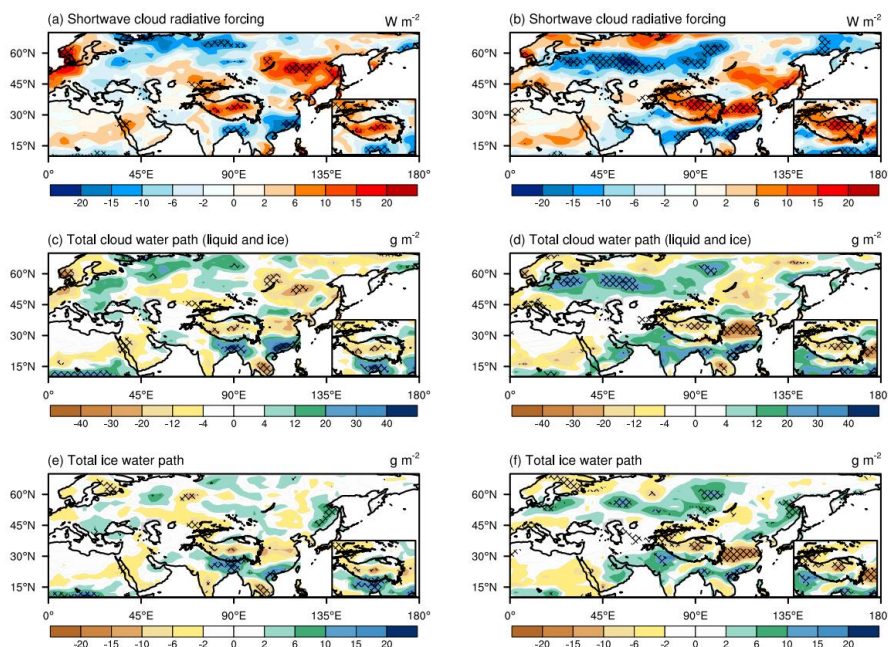 (a) Shortwave cloud radiative forcing W m-2
60°N
45°N
30°N
15°N
0° 45°E 90°E 135°E 180°
-20 -15 -10 -6 -2 0 2 6 10 15 20
(b) Shortwave cloud radiative forcing W m-2
60°N
45°N
30°N
15°N
0° 45°E 90°E 135°E 180
-20 -15 -10 -6 -2 0 2 6 10 15 20
(c) Total cloud water path (liquid and ice) g m-2
60°N
45°N
30°N
15°N
0° 45°E 90°E 135°E 180°
-40 -30 -20 -12 -4 0 4 12 20 30 40
(d) Total cloud water path (liquid and ice) g m-2
60°N
45°N
30°N
15°N
0° 45°E 90°E 135°E 180
-40 -30 -20 -12 -4 0 4 12 20 30 40
(e) Total ice water path g m-2
60°N
45°N
30°N
15°N
0° 45°E 90°E 135°E 180°
-20 -15 -10 -6 -2 0 2 6 10 15 20
(f) Total ice water path g m-2
60°N
45°N
30°N
15°N
0° 45°E 90°E 135°E 180
-20 -15 -10 -6 -2 0 2 6 10 15 20